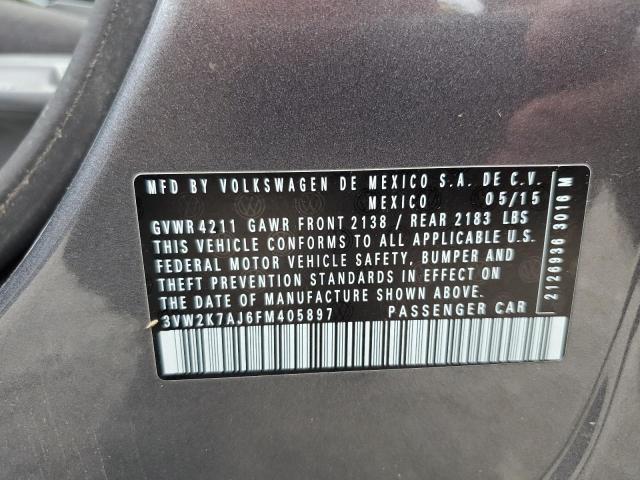 MFD BY VOLKSWAGEN DE MEXICO S.A. DE C.V.
MEXICO 05/15
GVWR 4211 GAWR FRONT 2138 / REAR 2183 LBS
THIS VEHICLE CONFORMS TO ALL APPLICABLE U.S.
FEDERAL MOTOR VEHICLE SAFETY, BUMPER AND
THEFT PREVENTION STANDARDS IN EFFECT ON
THE DATE OF MANUFACTURE SHOWN ABOVE.
3VW2K7AJ6FM405897 PASSENGER CAR
2126936 3016 M